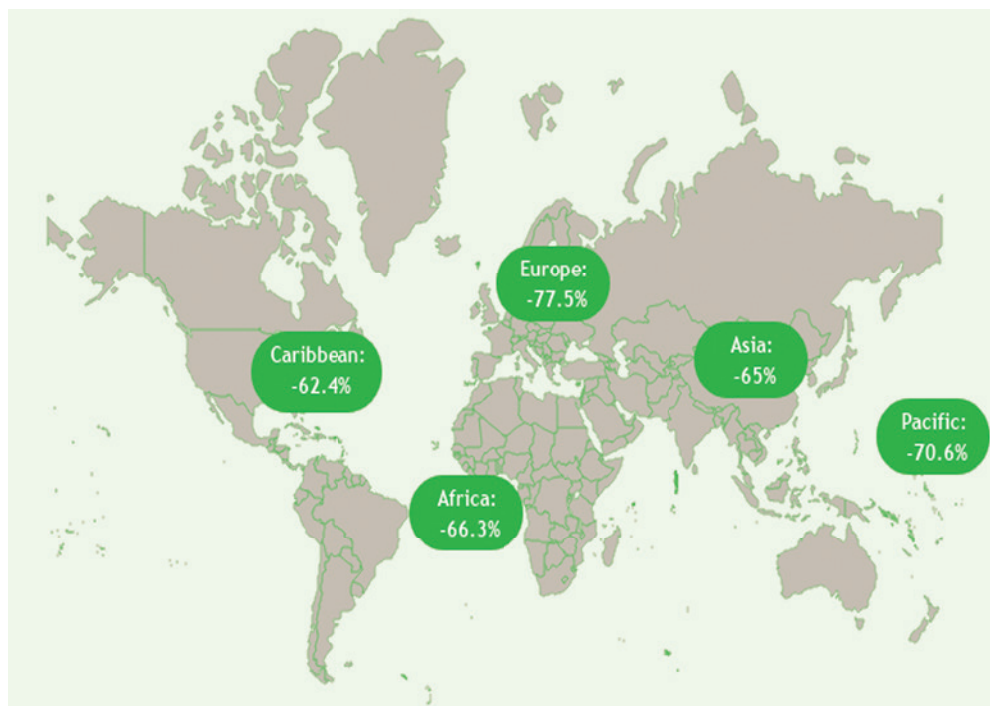 Europe:
-77.5%
Caribbean:
-62.4%
Asia:
-65%
Pacific:
-70.6%
Africa:
-66.3%